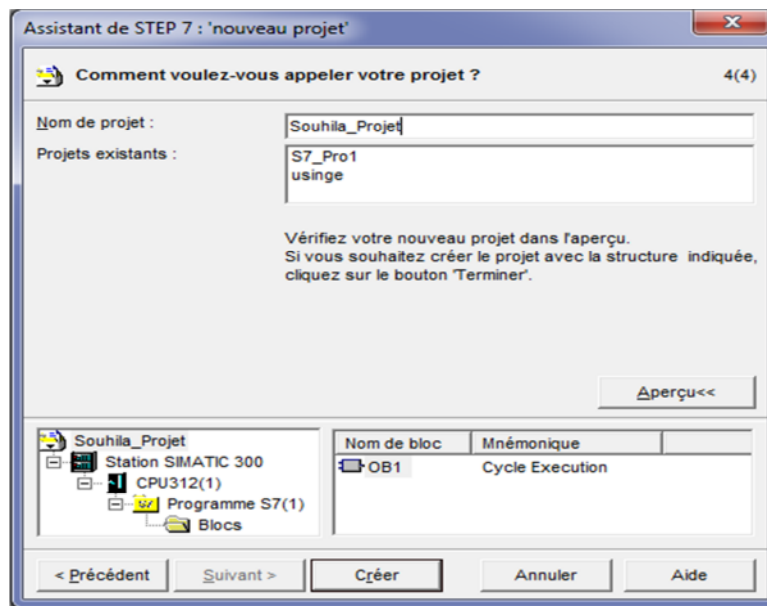 Assistant de STEP 7 : 'nouveau projet'
Comment voulez-vous appeler votre projet ? 4(4)
Nom de projet : Souhila_Projet
Projets existants : S7_Pro1
usinge
Vérifiez votre nouveau projet dans l'aperçu.
Si vous souhaitez créer le projet avec la structure indiquée,
cliquez sur le bouton 'Terminer'.
Aperçu<<
Souhila_Projet
Station SIMATIC 300
CPU312(1)
Programme S7(1)
Blocs
Nom de bloc Mnémonique
OB1 Cycle Execution
< Précédent Suivant > Créer Annuler Aide